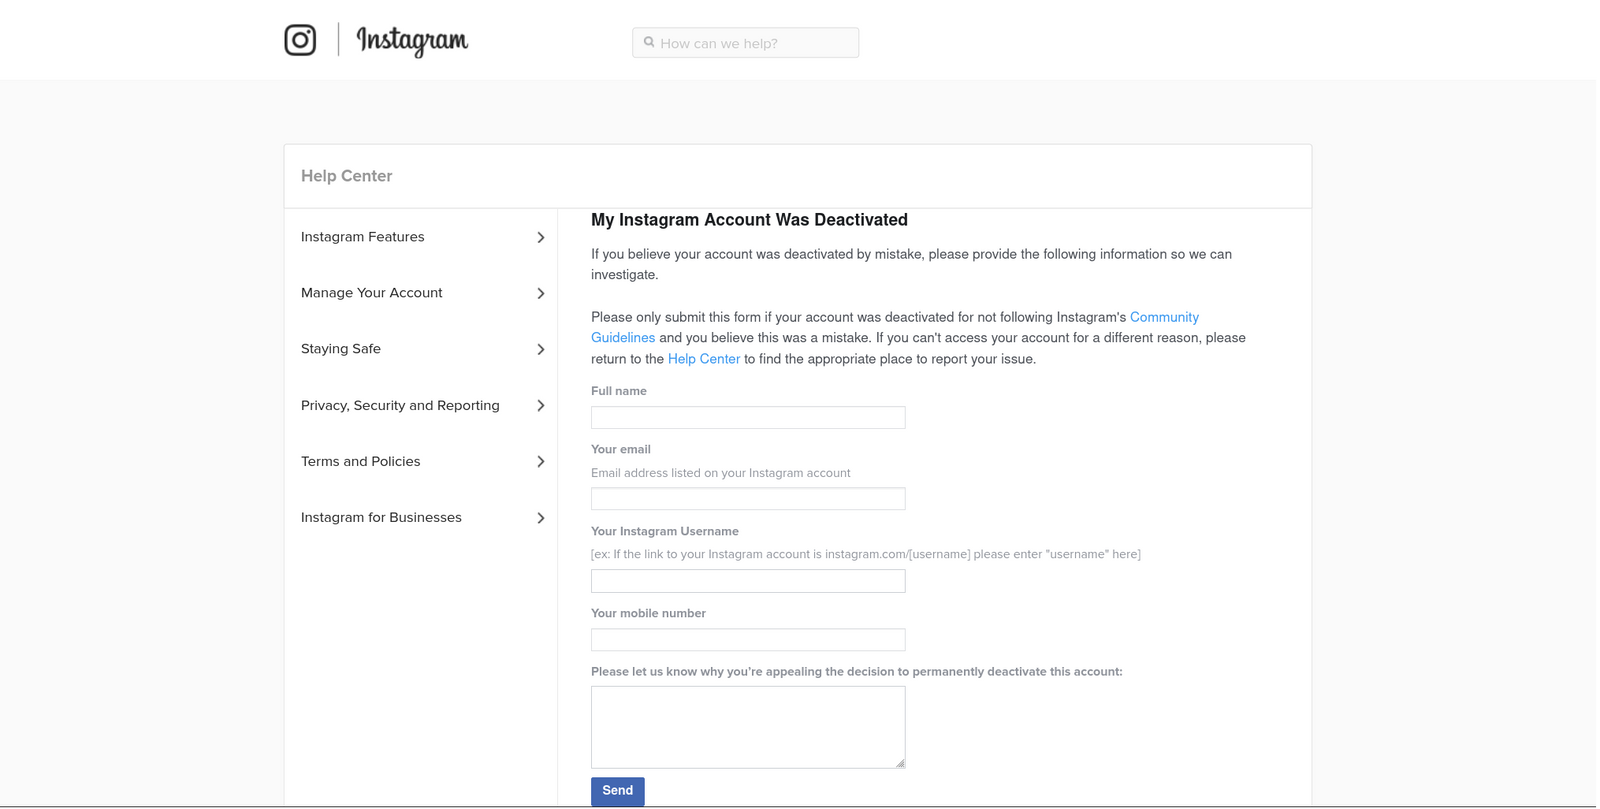 Instagram
How can we help?
Help Center
Instagram Features
Manage Your Account
Staying Safe
Privacy, Security and Reporting
Terms and Policies
Instagram for Businesses
My Instagram Account Was Deactivated
If you believe your account was deactivated by mistake, please provide the following information so we can
investigate.
Please only submit this form if your account was deactivated for not following Instagram's Community
Guidelines and you believe this was a mistake. If you can't access your account for a different reason, please
return to the Help Center to find the appropriate place to report your issue.
Full name
Your email
Email address listed on your Instagram account
Your Instagram Username
[ex: If the link to your Instagram account is instagram.com/[username] please enter "username" here]
Your mobile number
Please let us know why you're appealing the decision to permanently deactivate this account:
Send